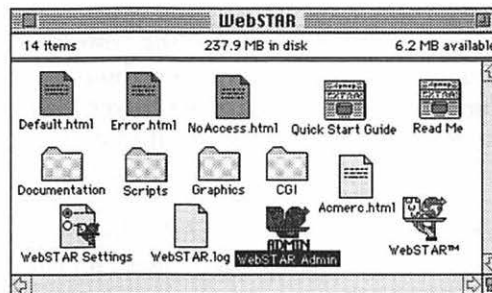 WebSTAR
14 items 237.9 MB in disk 6.2 MB available
Default.html Error.html NoAccess.html Quick Start Guide Read Me
Documentation Scripts Graphics CGI Acmero.html
WebSTAR Settings WebSTAR.log ADMIN WebSTAR Admin WebSTAR™